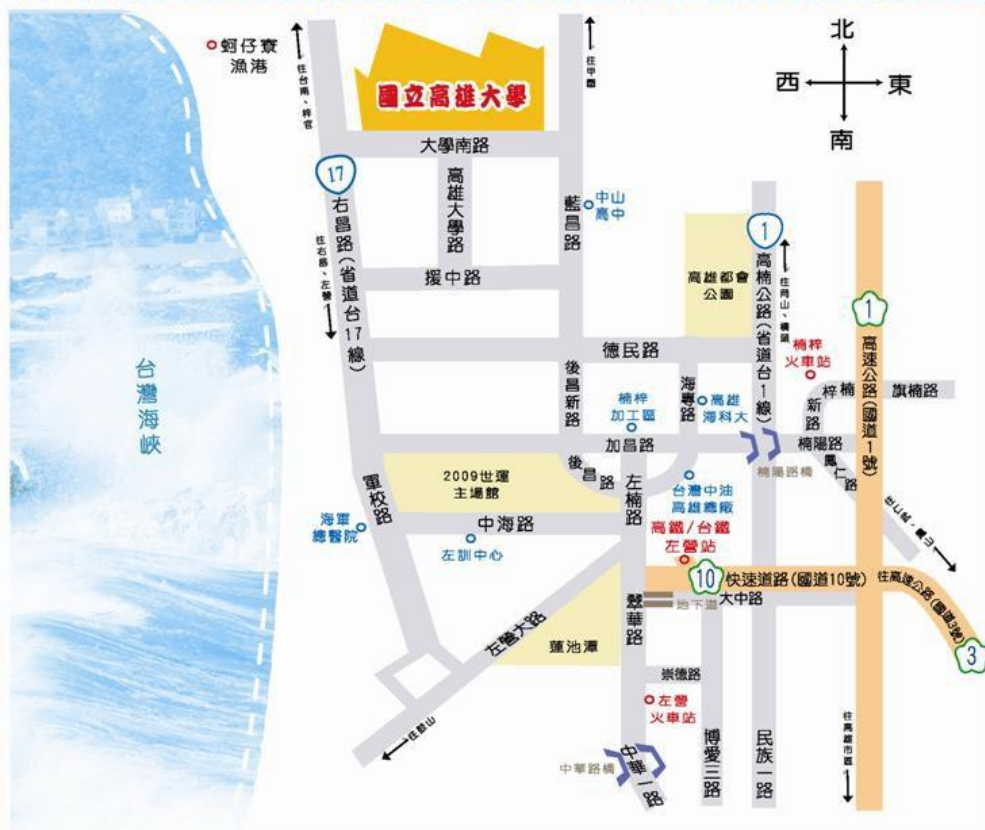 北
西
東
南
蚵仔寮
漁港
往台南、梓官
國立高雄大學
往甲圍
大學南路
17
右昌路(省道台17線)
高雄大學路
藍昌路
中山
高中
1
高楠公路(省道台1線)
往岡山、橋頭
高雄都會
公園
往右昌、左營
援中路
1
高速公路(國道1號)
德民路
楠梓
火車站
台灣海峽
後昌新路
楠梓
加工區
海專路
高雄
海科大
梓楠
新路
旗楠路
加昌路
楠陽路
楠陽路橋
鳳仁路
2009世運
主場館
後昌路
左楠路
台灣中油
高雄總廠
往仁武、鳳山
軍校路
海軍
總醫院
中海路
左訓中心
高鐵/台鐵
左營站
10
快速道路(國道10號)
往高速公路(國道3號)
3
大中路
地下道
翠華路
左營大路
蓮池潭
崇德路
左營
火車站
往鼓山
中華路橋
中華一路
博愛三路
民族一路
往高雄市區